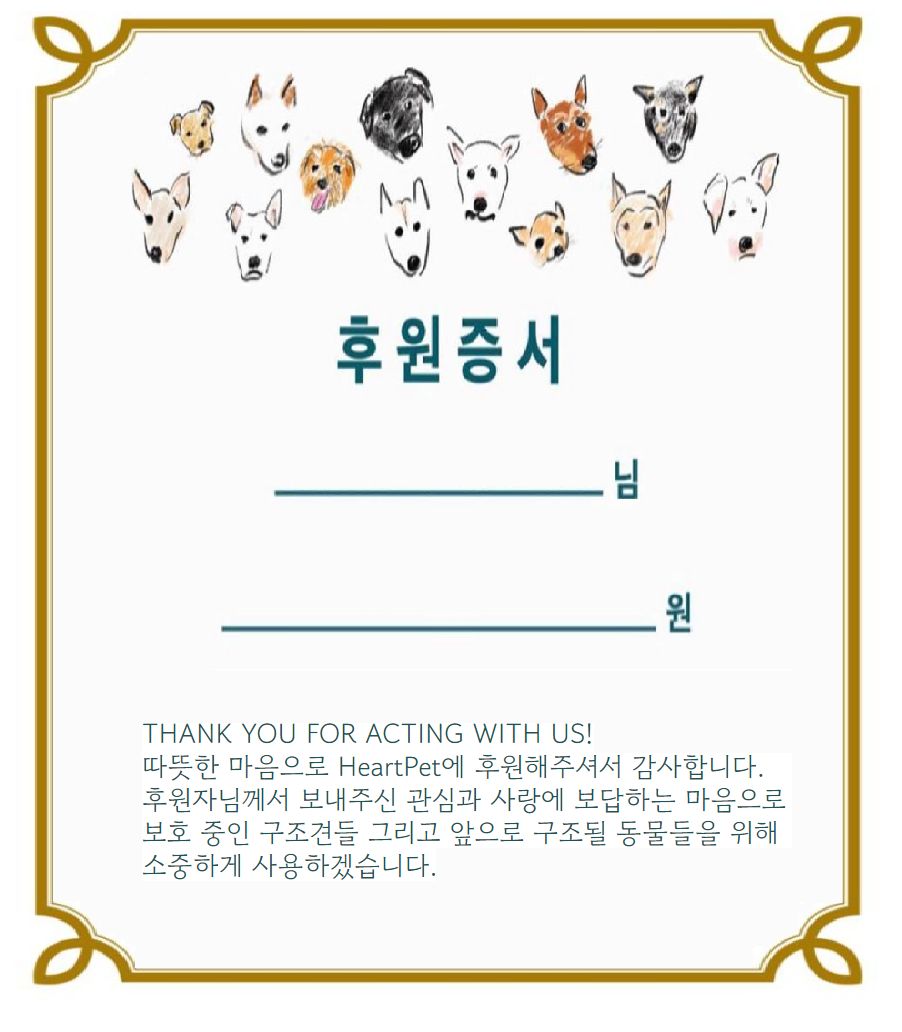 후원증서
님
원
THANK YOU FOR ACTING WITH US!
따뜻한 마음으로 HeartPet에 후원해주셔서 감사합니다.
후원자님께서 보내주신 관심과 사랑에 보답하는 마음으로
보호 중인 구조견들 그리고 앞으로 구조될 동물들을 위해
소중하게 사용하겠습니다.